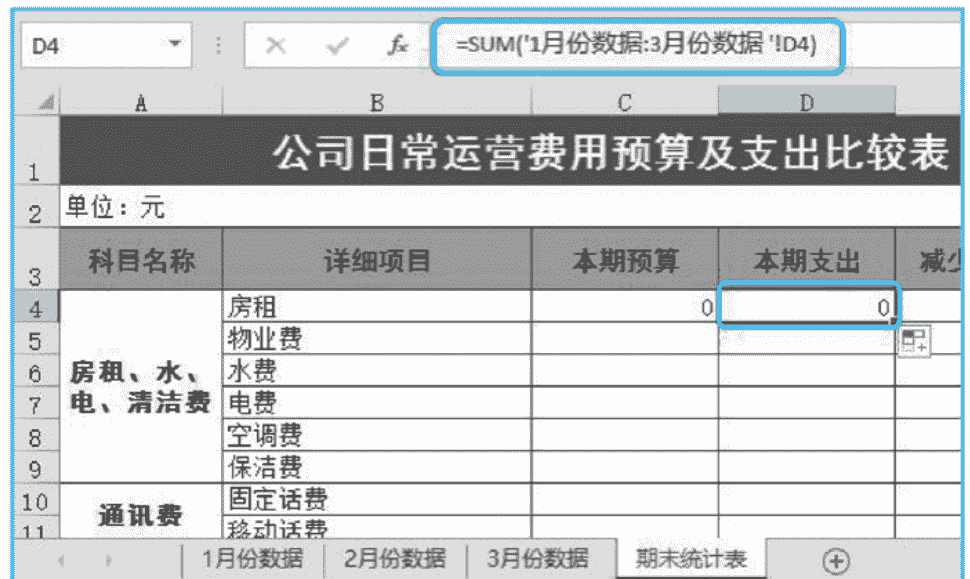 D4 fx =SUM('1月份数据:3月份数据 '!D4)
A B C D
1 公司日常运营费用预算及支出比较表
2 单位：元
3 科目名称 详细项目 本期预算 本期支出 减少
4 房租 0 0
5 物业费
6 房租、水、 水费
7 电、清洁费 电费
8 空调费
9 保洁费
10 通讯费 固定话费
11 移动话费
1月份数据 2月份数据 3月份数据 期末统计表